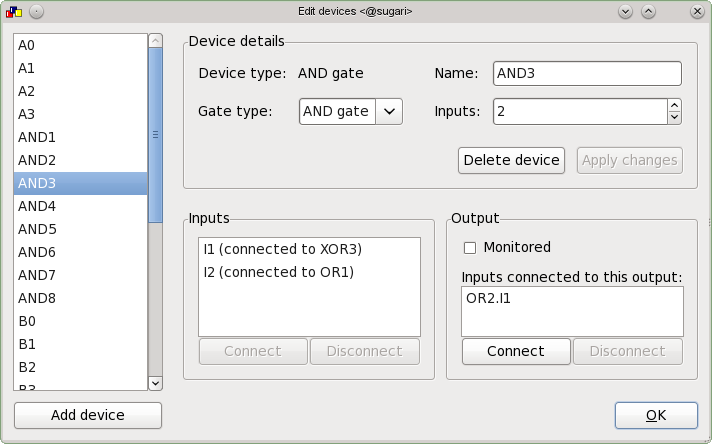 Edit devices <@sugari>
A0
A1
A2
A3
AND1
AND2
AND3
AND4
AND5
AND6
AND7
AND8
B0
B1
B2
B3
Add device
Device details
Device type: AND gate Name: AND3
Gate type: AND gate Inputs: 2
Delete device Apply changes
Inputs
I1 (connected to XOR3)
I2 (connected to OR1)
Connect Disconnect
Output
Monitored
Inputs connected to this output:
OR2.I1
Connect Disconnect
OK